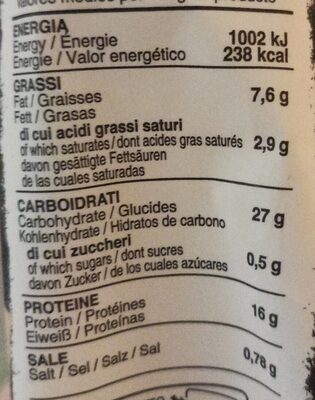 ENERGIA
Energy / Énergie 1002 kJ
Energie / Valor energético 238 kcal
GRASSI
Fat / Graisses 7,6 g
Fett / Grasas
di cui acidi grassi saturi
of which saturates / dont acides gras saturés 2,9 g
davon gesättigte Fettsäuren
de las cuales saturadas
CARBOIDRATI
Carbohydrate / Glucides 27 g
Kohlenhydrate / Hidratos de carbono
di cui zuccheri
of which sugars / dont sucres 0,5 g
davon Zucker / de los cuales azúcares
PROTEINE
Protein / Protéines 16 g
Eiweiß / Proteínas
SALE 0,78 g
Salt / Sel / Salz / Sal